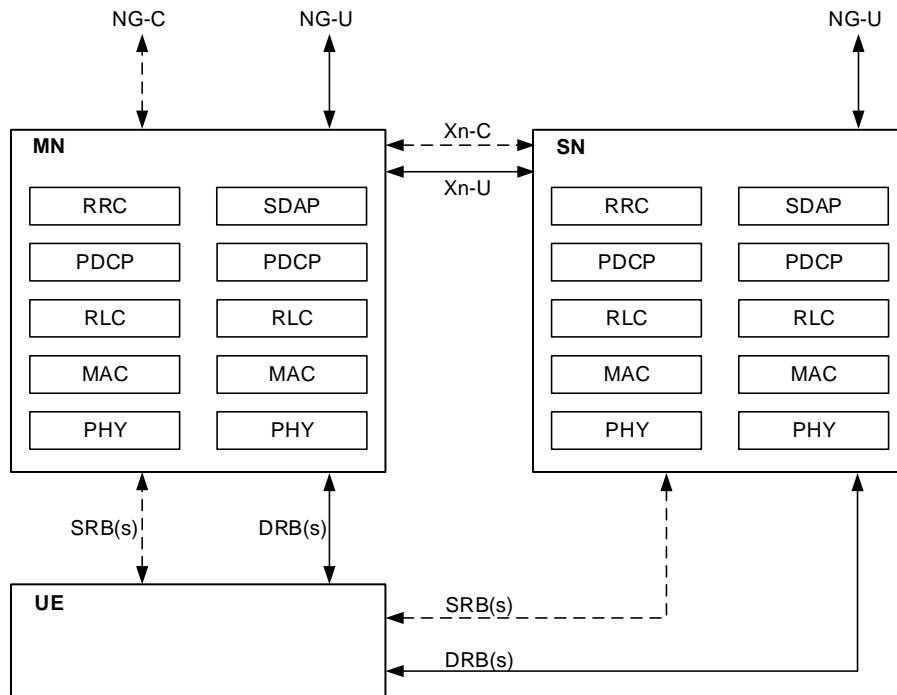 NG-C NG-U NG-U
MN Xn-C SN
Xn-U
RRC SDAP RRC SDAP
PDCP PDCP PDCP PDCP
RLC RLC RLC RLC
MAC MAC MAC MAC
PHY PHY PHY PHY
SRB(s) DRB(s)
UE SRB(s)
DRB(s)